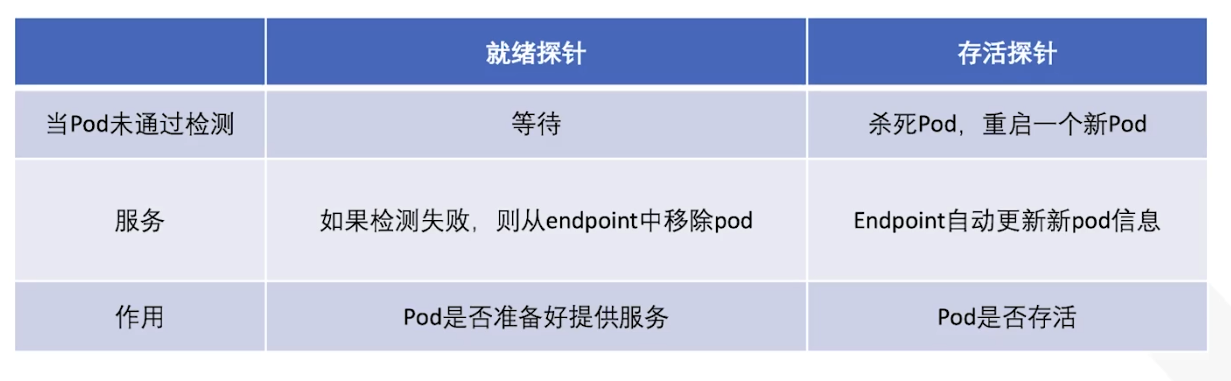 就绪探针
存活探针
当Pod未通过检测
等待
杀死Pod，重启一个新Pod
服务
如果检测失败，则从endpoint中移除pod
Endpoint自动更新新pod信息
作用
Pod是否准备好提供服务
Pod是否存活